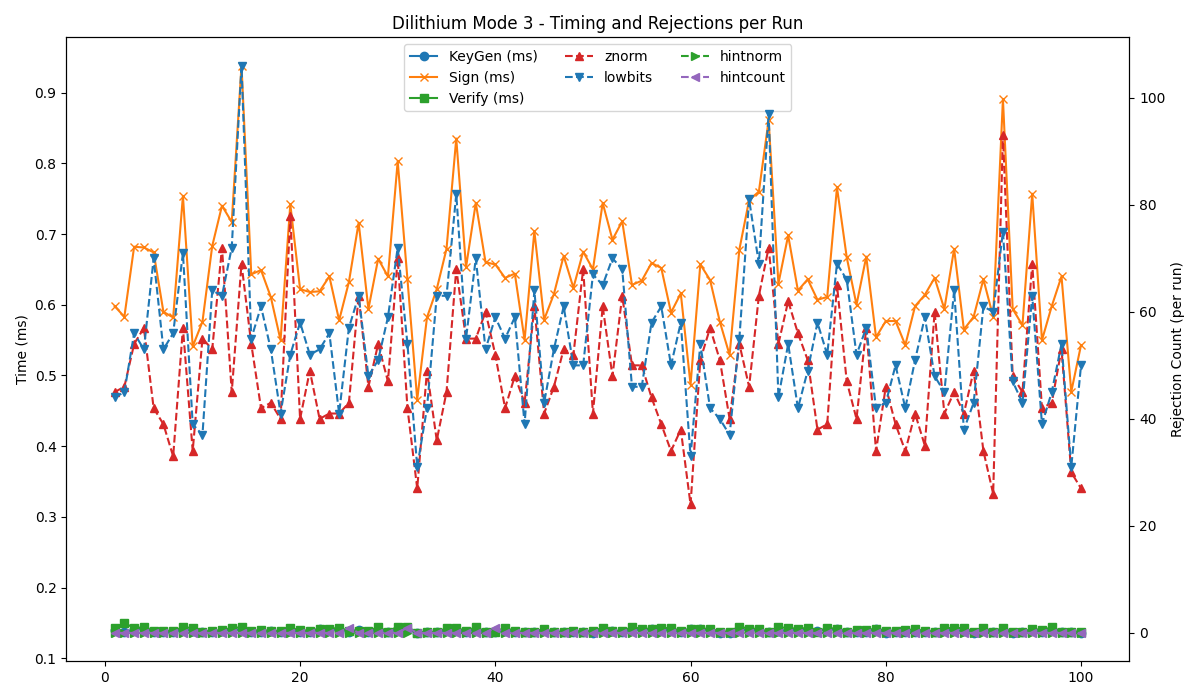 Dilithium Mode 3 - Timing and Rejections per Run
KeyGen (ms)
Sign (ms)
Verify (ms)
znorm
lowbits
hintnorm
hintcount
Time (ms)
0.9
0.8
0.7
0.6
0.5
0.4
0.3
0.2
0.1
Rejection Count (per run)
100
80
60
40
20
0
0
20
40
60
80
100